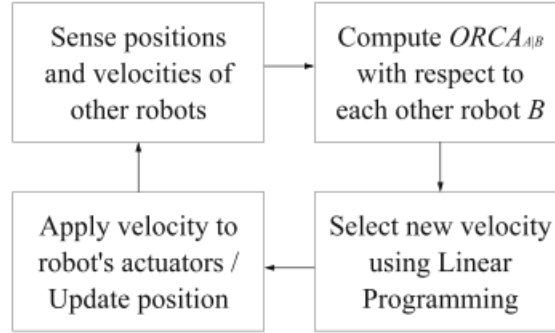 Sense positions
and velocities of
other robots
Compute ORCA_{A|B}
with respect to
each other robot B
Apply velocity to
robot's actuators /
Update position
Select new velocity
using Linear
Programming